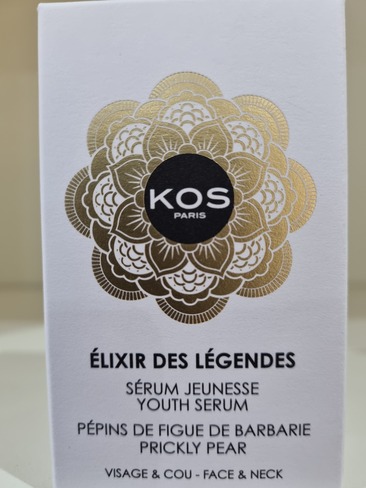 KOS
PARIS
ÉLIXIR DES LÉGENDES
SÉRUM JEUNESSE
YOUTH SERUM
PÉPINS DE FIGUE DE BARBARIE
PRICKLY PEAR
VISAGE & COU - FACE & NECK